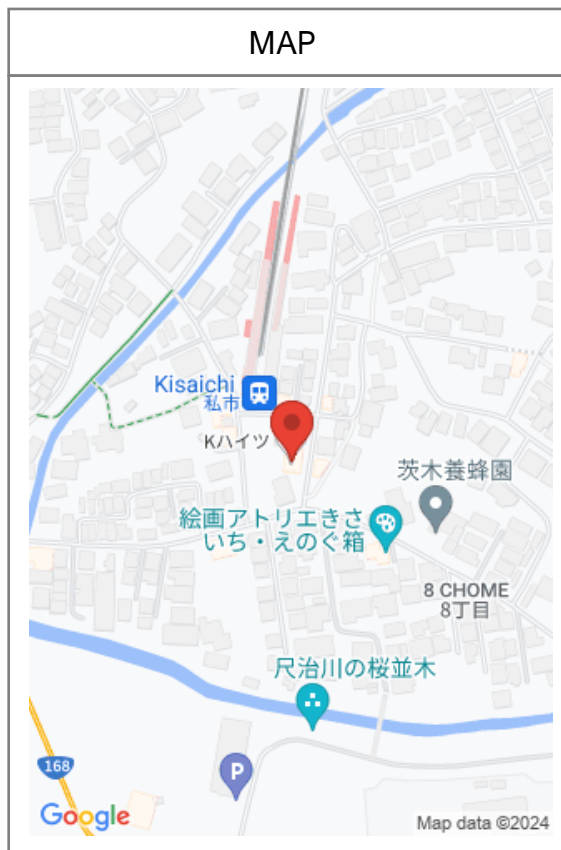 MAP
Kisaichi
私市
Kハイツ
茨木養蜂園
絵画アトリエきさ
いち・えのぐ箱
8 CHOME
8丁目
尺治川の桜並木
168
P
Google
Map data ©2024